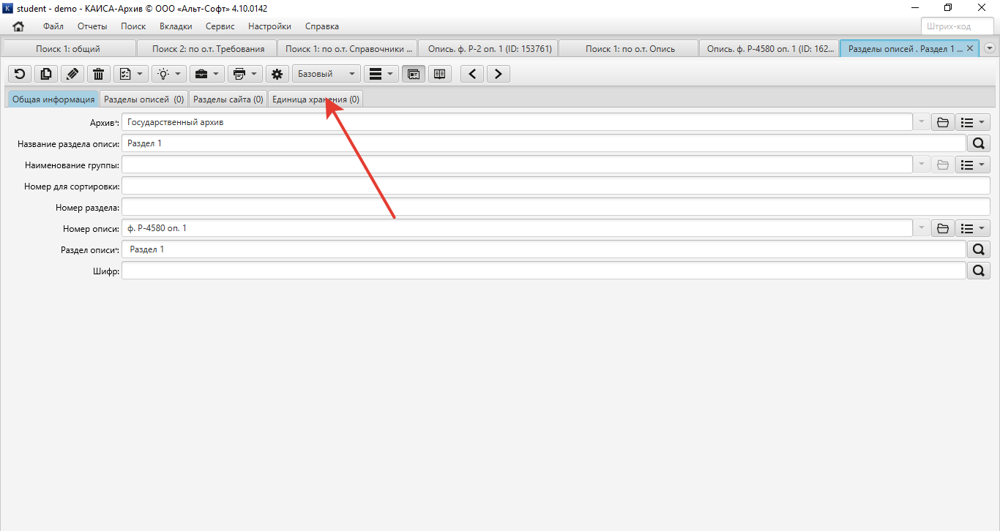 student - demo - КАИСА-Архив © ООО «Альт-Софт» 4.10.0142
Файл Отчеты Поиск Вкладки Сервис Настройки Справка Штрих-код
Поиск 1: общий Поиск 2: по о.т. Требования Поиск 1: по о.т. Справочники ... Опись. ф. Р-2 оп. 1 (ID: 153761) Поиск 1: по о.т. Опись Опись. ф. Р-4580 оп. 1 (ID: 162... Разделы описей . Раздел 1 ...
Базовый
Общая информация Разделы описей (0) Разделы сайта (0) Единица хранения (0)
Архив*: Государственный архив
Название раздела описи: Раздел 1
Наименование группы:
Номер для сортировки:
Номер раздела:
Номер описи: ф. Р-4580 оп. 1
Раздел описи*: Раздел 1
Шифр: